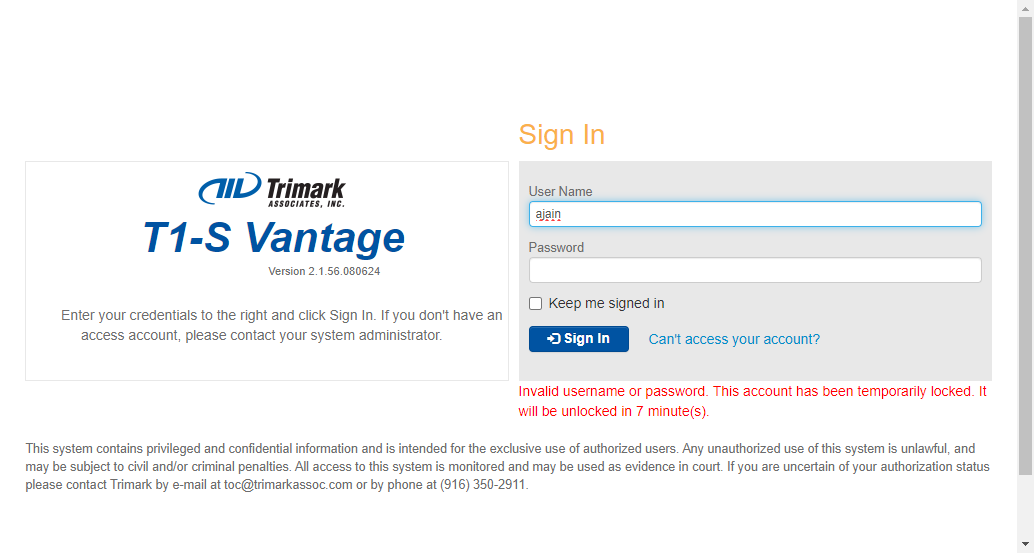 Sign In
Trimark
ASSOCIATES, INC.
T1-S Vantage
Version 2.1.56.080624
Enter your credentials to the right and click Sign In. If you don't have an
access account, please contact your system administrator.
User Name
ajain
Password
Keep me signed in
Sign In
Can't access your account?
Invalid username or password. This account has been temporarily locked. It
will be unlocked in 7 minute(s).
This system contains privileged and confidential information and is intended for the exclusive use of authorized users. Any unauthorized use of this system is unlawful, and
may be subject to civil and/or criminal penalties. All access to this system is monitored and may be used as evidence in court. If you are uncertain of your authorization status
please contact Trimark by e-mail at toc@trimarkassoc.com or by phone at (916) 350-2911.